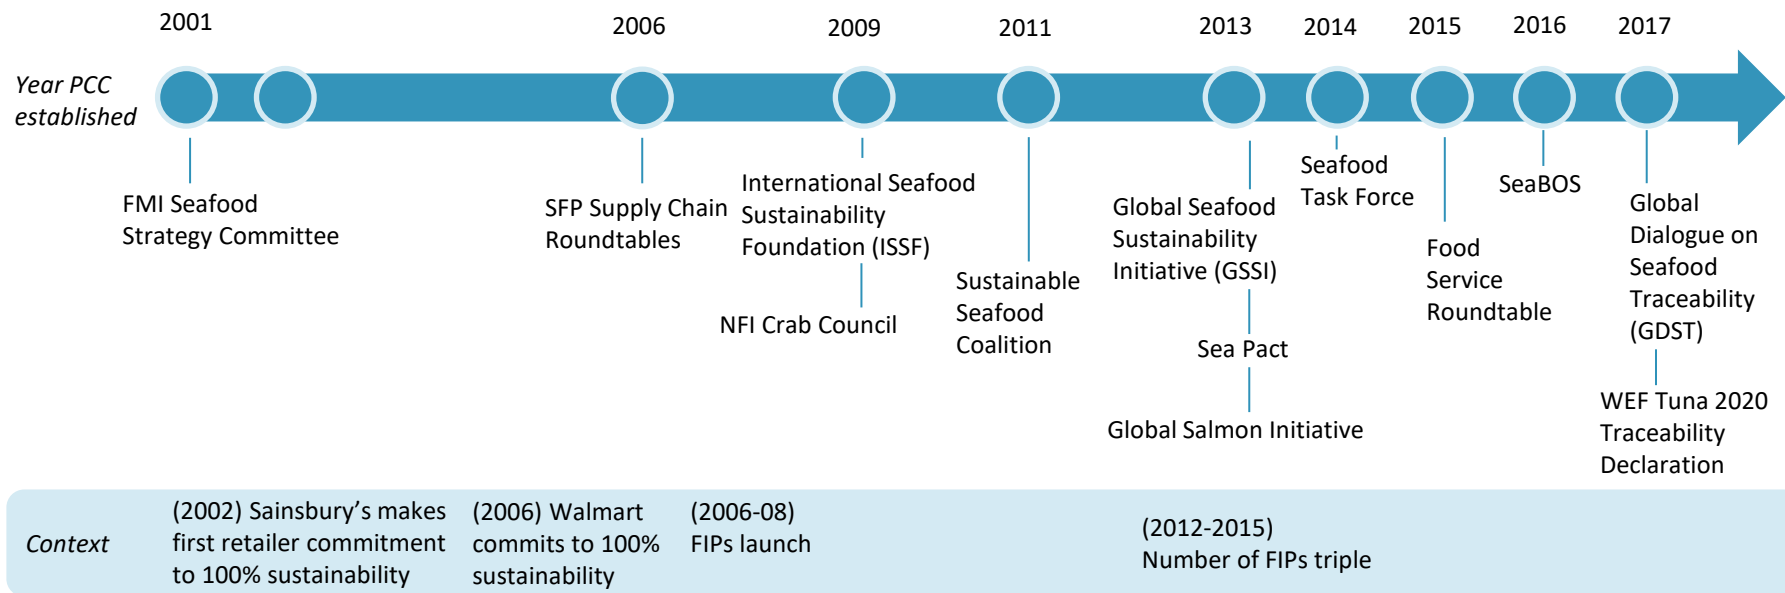 2001
2006
2009
2011
2013
2014
2015
2016
2017
Year PCC
established
FMI Seafood
Strategy Committee
SFP Supply Chain
Roundtables
International Seafood
Sustainability
Foundation (ISSF)
NFI Crab Council
Sustainable
Seafood
Coalition
Global Seafood
Sustainability
Initiative (GSSI)
Sea Pact
Global Salmon Initiative
Seafood
Task Force
Food
Service
Roundtable
SeaBOS
Global
Dialogue on
Seafood
Traceability
(GDST)
WEF Tuna 2020
Traceability
Declaration
Context
(2002) Sainsbury's makes
first retailer commitment
to 100% sustainability
(2006) Walmart
commits to 100%
sustainability
(2006-08)
FIPs launch
(2012-2015)
Number of FIPs triple